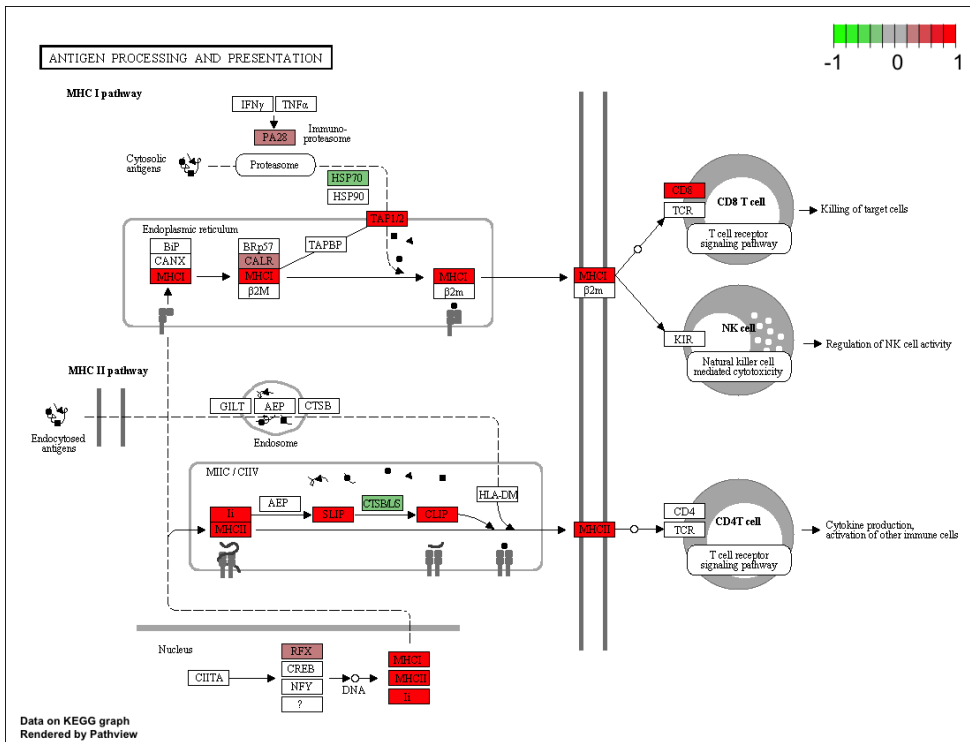 -1 0 1
ANTIGEN PROCESSING AND PRESENTATION
MHC I pathway
IFNγ TNFα
PA28
Immuno-
proteasome
Cytosolic
antigens
Proteasome
HSP70
HSP90
TAP1/2
Endoplasmic reticulum
BiP
CANX
MHCI
BRp57
CALR
MHCI
β2M
TAPBP
MHCI
β2m
MHCI
β2m
CD8
TCR
CD8 T cell
T cell receptor
signaling pathway
Killing of target cells
KIR
NK cell
Natural killer cell
mediated cytotoxicity
Regulation of NK cell activity
MHC II pathway
Endocytosed
antigens
GILT AEP CTSB
Endosome
MIIC / CIIV
Ii
MHCII
AEP
SLIP
CTSB/L/S
CLIP
HLA-DM
MHCII
CD4
TCR
CD4T cell
T cell receptor
signaling pathway
Cytokine production,
activation of other immune cells
Nucleus
CIITA
RFX
CREB
NFY
?
DNA
MHCI
MHCII
Ii
Data on KEGG graph
Rendered by Pathview